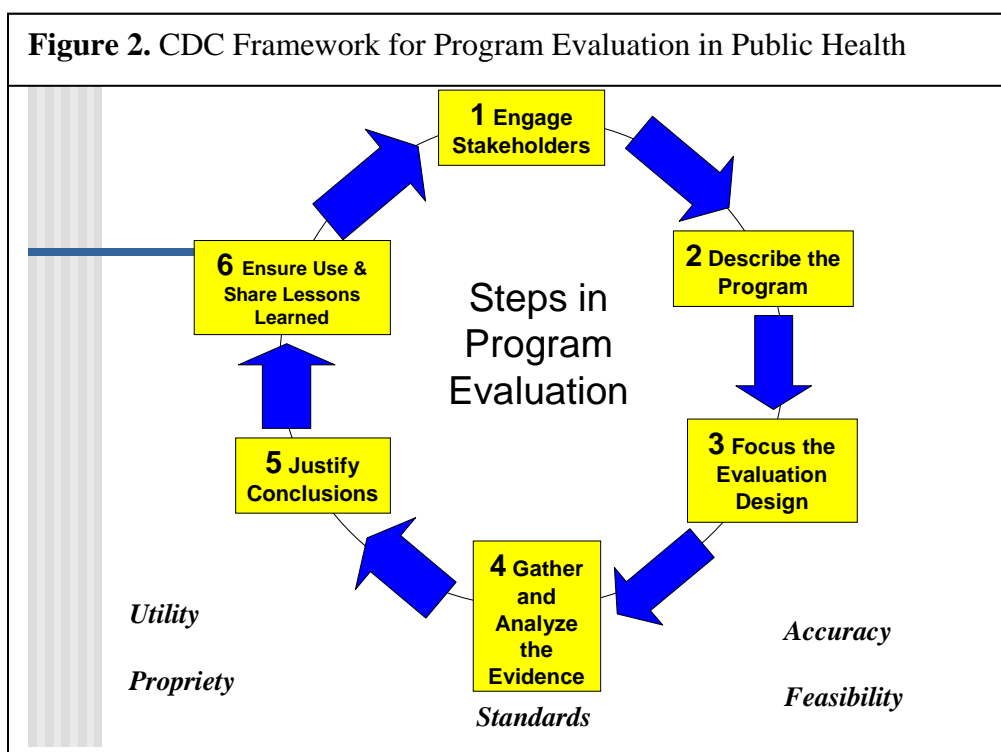 Figure 2. CDC Framework for Program Evaluation in Public Health
1 Engage
Stakeholders
2 Describe the
Program
3 Focus the
Evaluation
Design
4 Gather
and
Analyze
the
Evidence
5 Justify
Conclusions
6 Ensure Use &
Share Lessons
Learned
Steps in
Program
Evaluation
Utility
Propriety
Standards
Accuracy
Feasibility